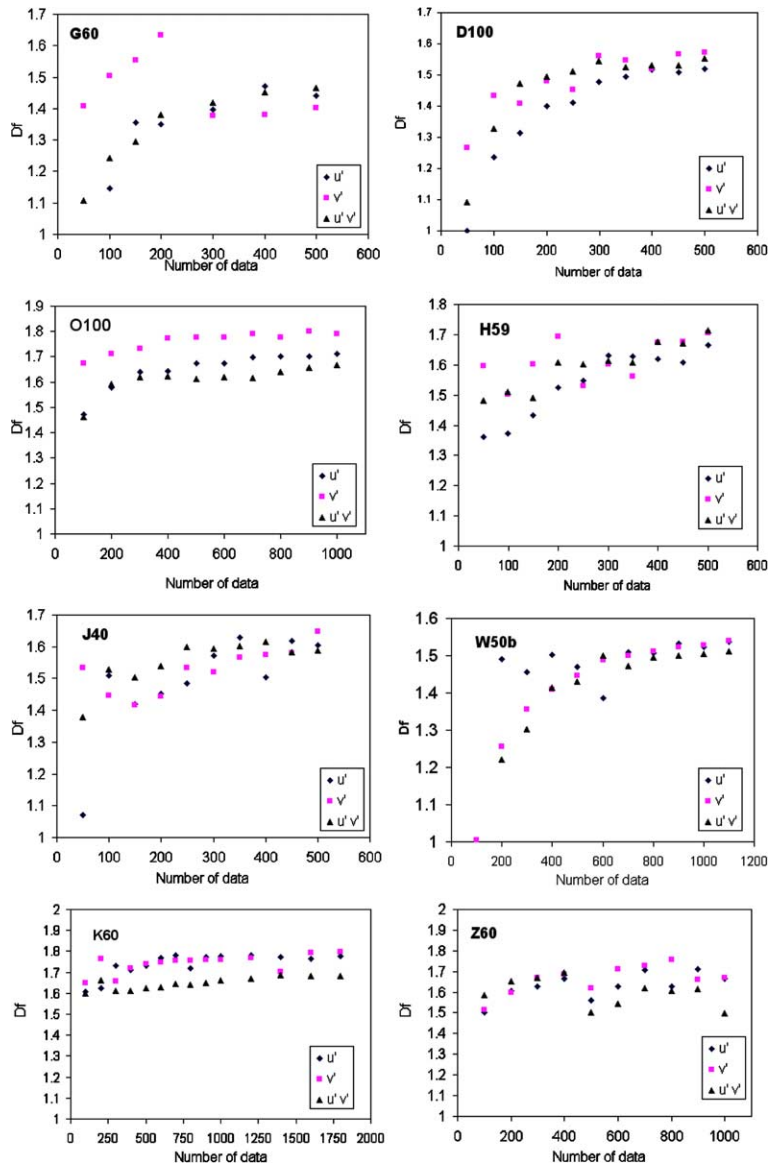 G60
Df
1.7
1.6
1.5
1.4
1.3
1.2
1.1
1
0 100 200 300 400 500 600
Number of data
u'
v'
u' v'
D100
Df
1.7
1.6
1.5
1.4
1.3
1.2
1.1
1
0 100 200 300 400 500 600
Number of data
u'
v'
u' v'
O100
Df
1.9
1.8
1.7
1.6
1.5
1.4
1.3
1.2
1.1
1
0 200 400 600 800 1000
Number of data
u'
v'
u' v'
H59
Df
1.8
1.7
1.6
1.5
1.4
1.3
1.2
1.1
1
0 100 200 300 400 500 600
Number of data
u'
v'
u' v'
J40
Df
1.7
1.6
1.5
1.4
1.3
1.2
1.1
1
0 100 200 300 400 500 600
Number of data
u'
v'
u' v'
W50b
Df
1.6
1.5
1.4
1.3
1.2
1.1
1
0 200 400 600 800 1000 1200
Number of data
u'
v'
u' v'
K60
Df
2
1.9
1.8
1.7
1.6
1.5
1.4
1.3
1.2
1.1
1
0 250 500 750 1000 1250 1500 1750 2000
Number of data
u'
v'
u' v'
Z60
Df
2
1.9
1.8
1.7
1.6
1.5
1.4
1.3
1.2
1.1
1
0 200 400 600 800 1000
Number of data
u'
v'
u' v'